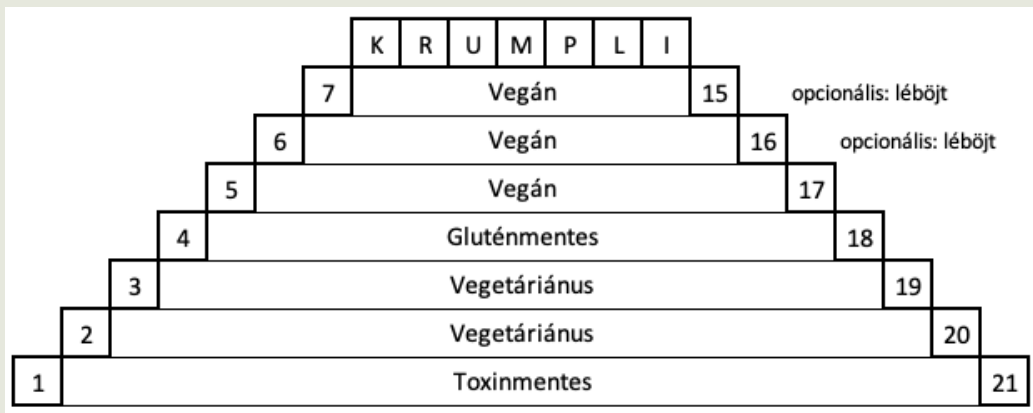 K R U M P L I
7 Vegán 15 opcionális: léböjt
6 Vegán 16 opcionális: léböjt
5 Vegán 17
4 Gluténmentes 18
3 Vegetáriánus 19
2 Vegetáriánus 20
1 Toxinmentes 21